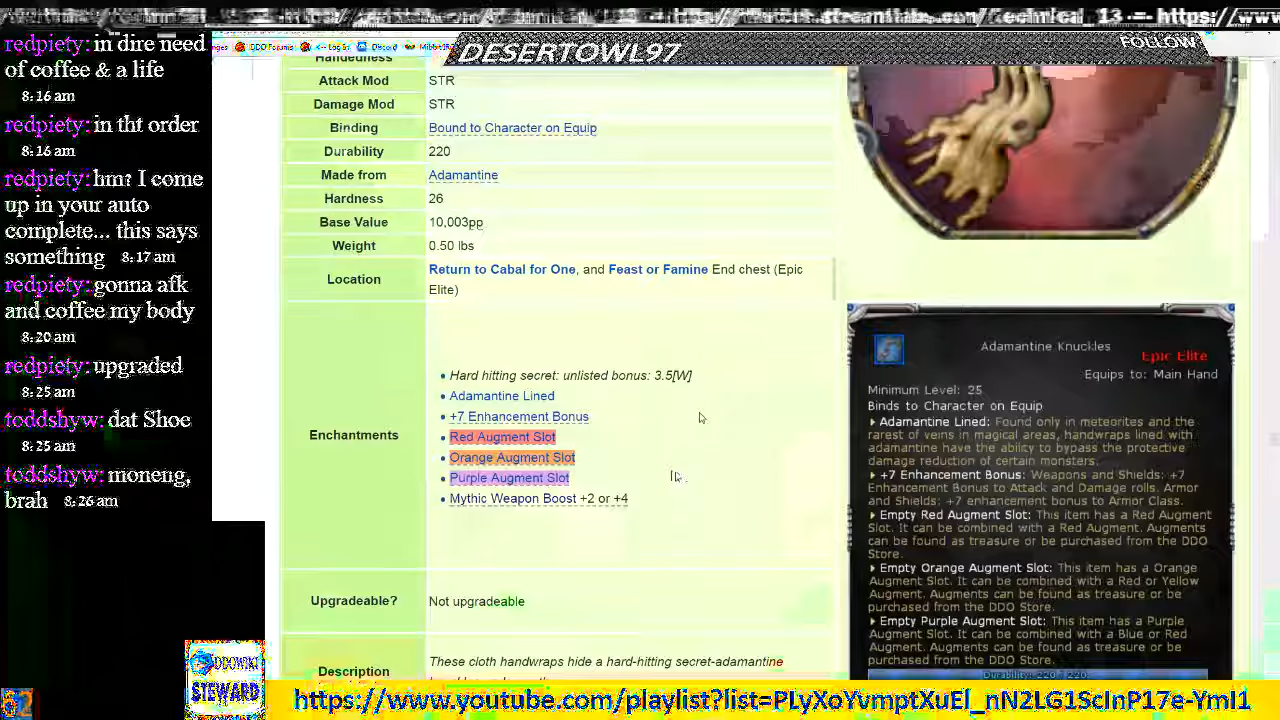 https://www
redpiety: in dire need
of coffee & a life
8:16 am
redpiety: in tht order
8:16 am
redpiety: hm? I come
up in your auto
complete... this says
something 8:17 am
redpiety: gonna afk
and coffee my body
8:20 am
redpiety: upgraded
8:25 am
toddshyw: dat Shoe
8:25 am
toddshyw: moneng,
brah 8:26 am
DDO Forums <-- Log In Discord
DESERTOWL97
FOLLOW
Handedness
Attack Mod STR
Damage Mod STR
Binding Bound to Character on Equip
Durability 220
Made from Adamantine
Hardness 26
Base Value 10,003pp
Weight 0.50 lbs
Location Return to Cabal for One, and Feast or Famine End chest (Epic
Elite)
Enchantments
Hard hitting secret: unlisted bonus: 3.5[W]
Adamantine Lined
+7 Enhancement Bonus
Red Augment Slot
Orange Augment Slot
Purple Augment Slot
Mythic Weapon Boost +2 or +4
Upgradeable? Not upgradeable
Description These cloth handwraps hide a hard-hitting secret-adamantine
Adamantine Knuckles
Epic Elite
Equips to: Main Hand
Minimum Level: 25
Binds to Character on Equip
Adamantine Lined: Found only in meteorites and the
rarest of veins in magical areas, handwraps lined with
adamantine have the ability to bypass the protective
damage reduction of certain monsters.
+7 Enhancement Bonus: Weapons and Shields: +7
Enhancement Bonus to Attack and Damage rolls. Armor
and Shields: +7 enhancement bonus to Armor Class.
Empty Red Augment Slot: This item has a Red Augment
Slot. It can be combined with a Red Augment. Augments
can be found as treasure or be purchased from the DDO
Store.
Empty Orange Augment Slot: This item has a Orange
Augment Slot. It can be combined with a Red or Yellow
Augment. Augments can be found as treasure or be
purchased from the DDO Store.
Empty Purple Augment Slot: This item has a Purple
Augment Slot. It can be combined with a Blue or Red
Augment. Augments can be found as treasure or be
purchased from the DDO Store.
Durability: 220 / 220
DDOWIKI
STEWARD
https://www.youtube.com/playlist?list=PLyXoYvmptXuEl_nN2LG1ScInP17e-YmI1